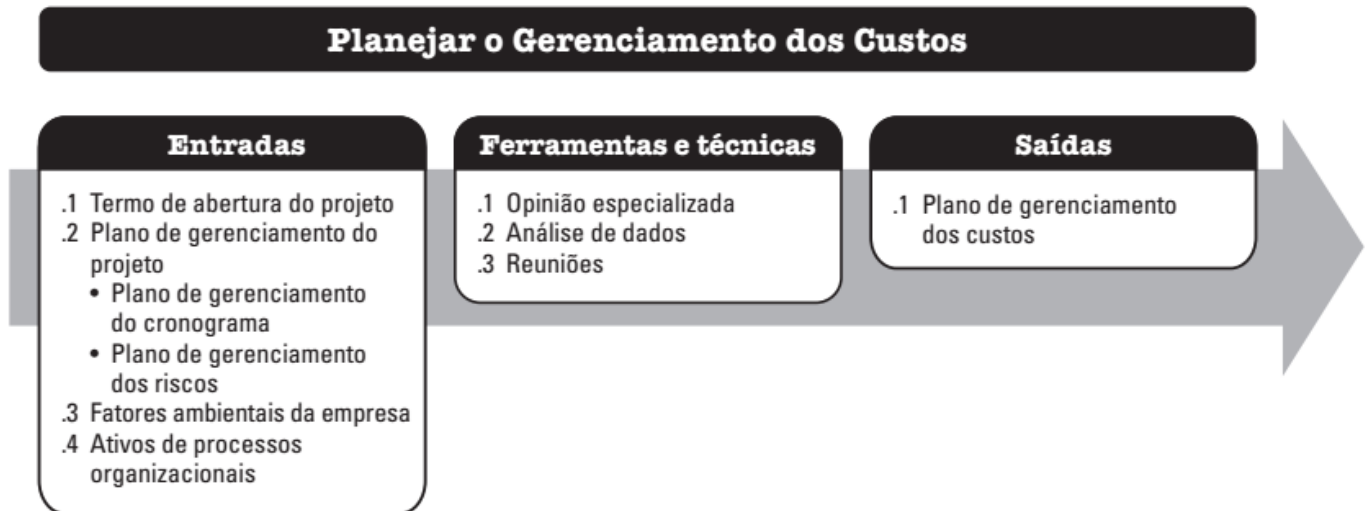 Planejar o Gerenciamento dos Custos
Entradas
.1 Termo de abertura do projeto
.2 Plano de gerenciamento do
projeto
• Plano de gerenciamento
do cronograma
• Plano de gerenciamento
dos riscos
.3 Fatores ambientais da empresa
.4 Ativos de processos
organizacionais
Ferramentas e técnicas
.1 Opinião especializada
.2 Análise de dados
.3 Reuniões
Saídas
.1 Plano de gerenciamento
dos custos